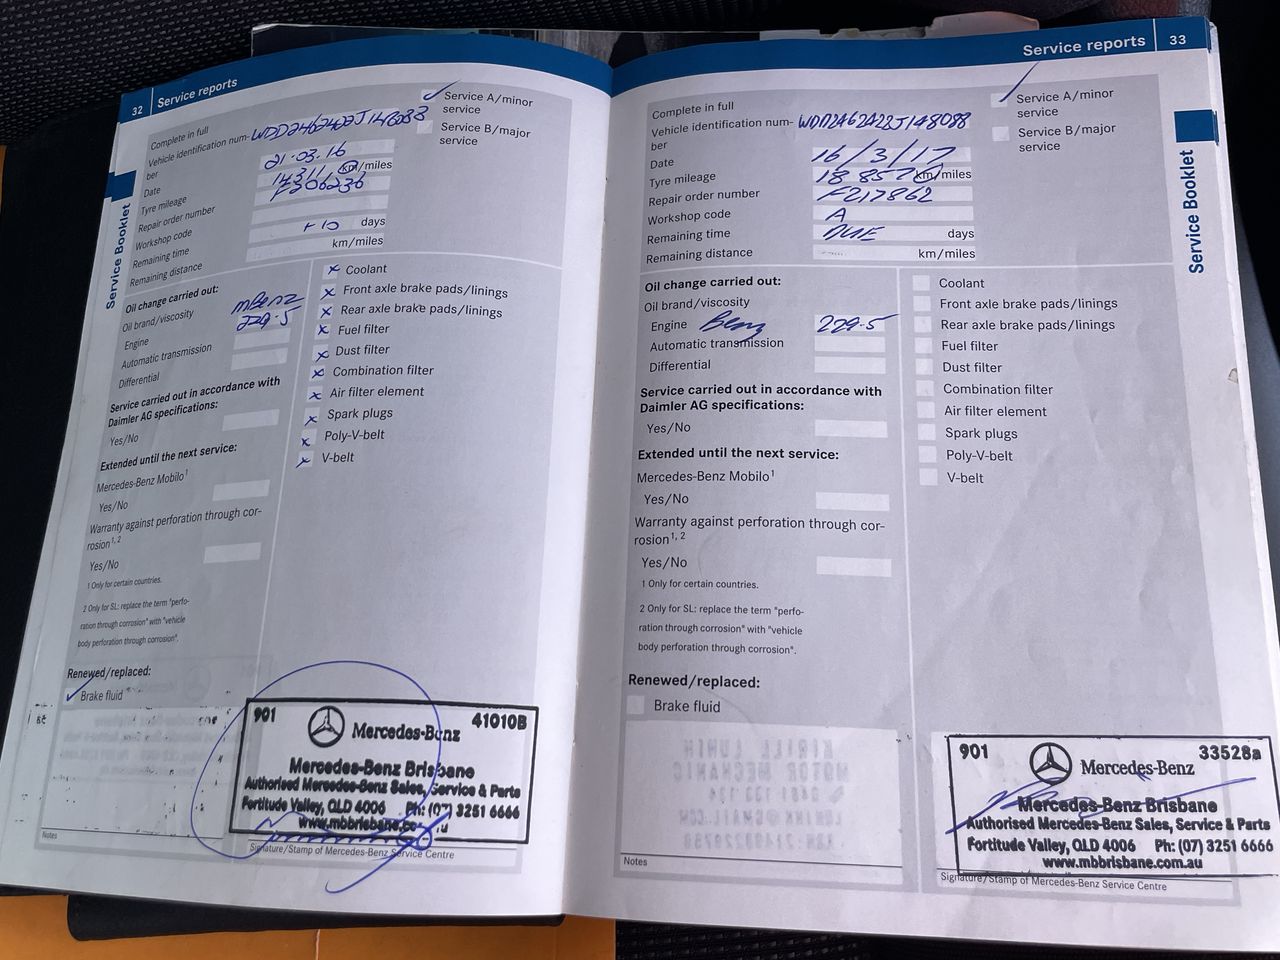 32 Service reports
Complete in full
Vehicle identification num-
ber
Date 21.03.16
Tyre mileage 14311 km/miles
Repair order number F206236
Workshop code
Remaining time +10 days
Remaining distance km/miles
Service A/minor
service
Service B/major
service
Service Booklet
Oil change carried out:
Oil brand/viscosity MBenz
Engine 229.5
Automatic transmission
Differential
Service carried out in accordance with
Daimler AG specifications:
Yes/No
Extended until the next service:
Mercedes-Benz Mobilo1
Yes/No
Warranty against perforation through cor-
rosion1, 2
Yes/No
1 Only for certain countries.
2 Only for SL: replace the term "perfo-
ration through corrosion" with "vehicle
body perforation through corrosion".
Coolant
Front axle brake pads/linings
Rear axle brake pads/linings
Fuel filter
Dust filter
Combination filter
Air filter element
Spark plugs
Poly-V-belt
V-belt
Renewed/replaced:
Brake fluid
901 41010B
Mercedes-Benz
Mercedes-Benz Brisbane
Authorised Mercedes-Benz Sales, Service & Parts
Fortitude Valley, QLD 4006 Ph: (07) 3251 6666
www.mbbrisbane.co .au
Notes
Signature/Stamp of Mercedes-Benz Service Centre
Service reports 33
Complete in full
Vehicle identification num- WDD2462422J148088
ber
Date 16/3/17
Tyre mileage 18857 km/miles
Repair order number F217862
Workshop code A
Remaining time DUE days
Remaining distance km/miles
Service A/minor
service
Service B/major
service
Service Booklet
Oil change carried out:
Oil brand/viscosity
Engine Benz 229.5
Automatic transmission
Differential
Service carried out in accordance with
Daimler AG specifications:
Yes/No
Extended until the next service:
Mercedes-Benz Mobilo1
Yes/No
Warranty against perforation through cor-
rosion1, 2
Yes/No
1 Only for certain countries.
2 Only for SL: replace the term "perfo-
ration through corrosion" with "vehicle
body perforation through corrosion".
Coolant
Front axle brake pads/linings
Rear axle brake pads/linings
Fuel filter
Dust filter
Combination filter
Air filter element
Spark plugs
Poly-V-belt
V-belt
Renewed/replaced:
Brake fluid
901 33528a
Mercedes-Benz
Mercedes-Benz Brisbane
Authorised Mercedes-Benz Sales, Service & Parts
Fortitude Valley, QLD 4006 Ph: (07) 3251 6666
www.mbbrisbane.com.au
Notes
Signature/Stamp of Mercedes-Benz Service Centre